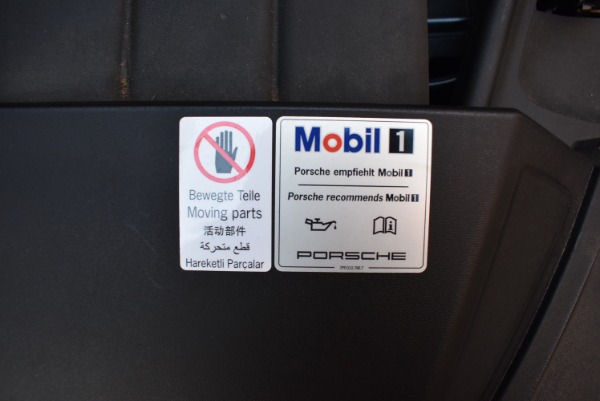 Bewegte Teile
Moving parts
活动部件
قطع متحركة
Hareketli Parçalar
Mobil 1
Porsche empfiehlt Mobil 1
Porsche recommends Mobil 1
PORSCHE